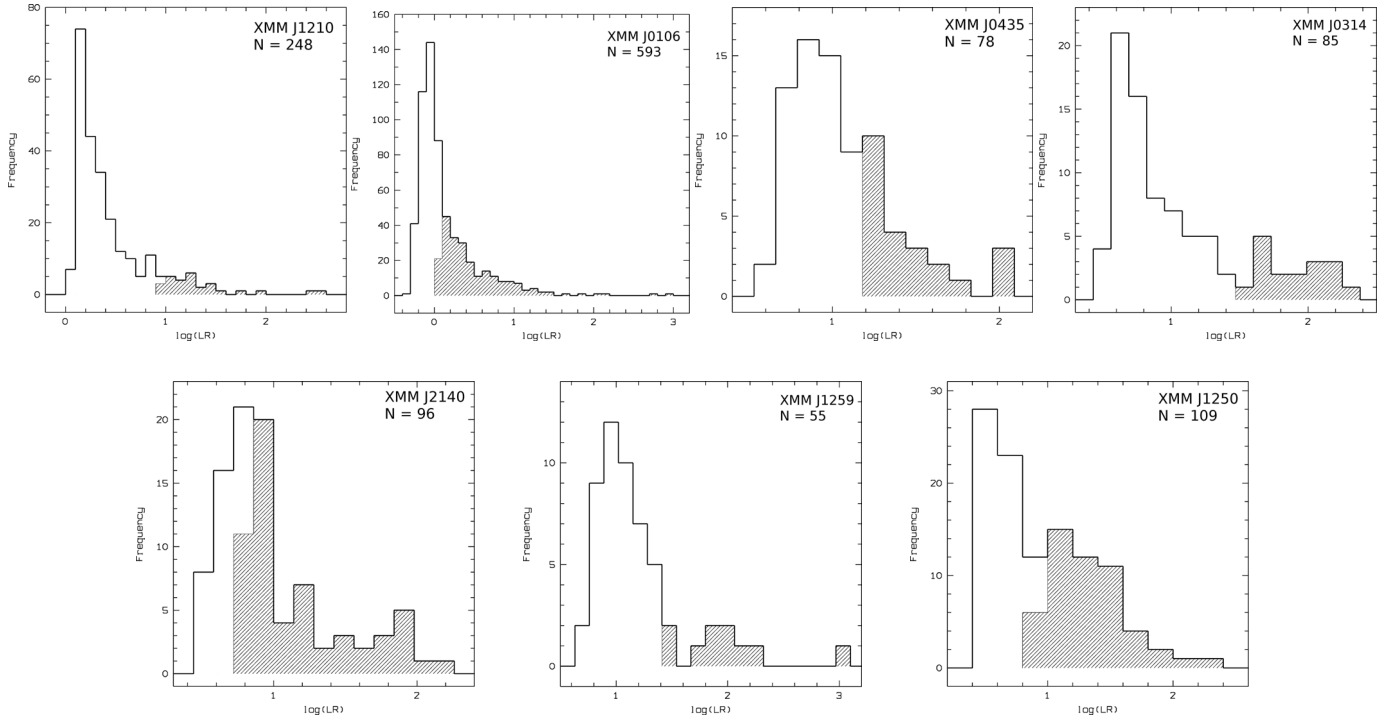 XMM J1210
N = 248
80
60
40
20
0
Frequency
0
1
2
log(LR)
XMM J0106
N = 593
160
140
120
100
80
60
40
20
0
Frequency
0
1
2
3
log(LR)
XMM J0435
N = 78
15
10
5
0
Frequency
1
2
log(LR)
XMM J0314
N = 85
20
15
10
5
0
Frequency
1
2
log(LR)
XMM J2140
N = 96
20
15
10
5
0
Frequency
1
2
log(LR)
XMM J1259
N = 55
10
5
0
Frequency
1
2
3
log(LR)
XMM J1250
N = 109
30
20
10
0
Frequency
1
2
log(LR)